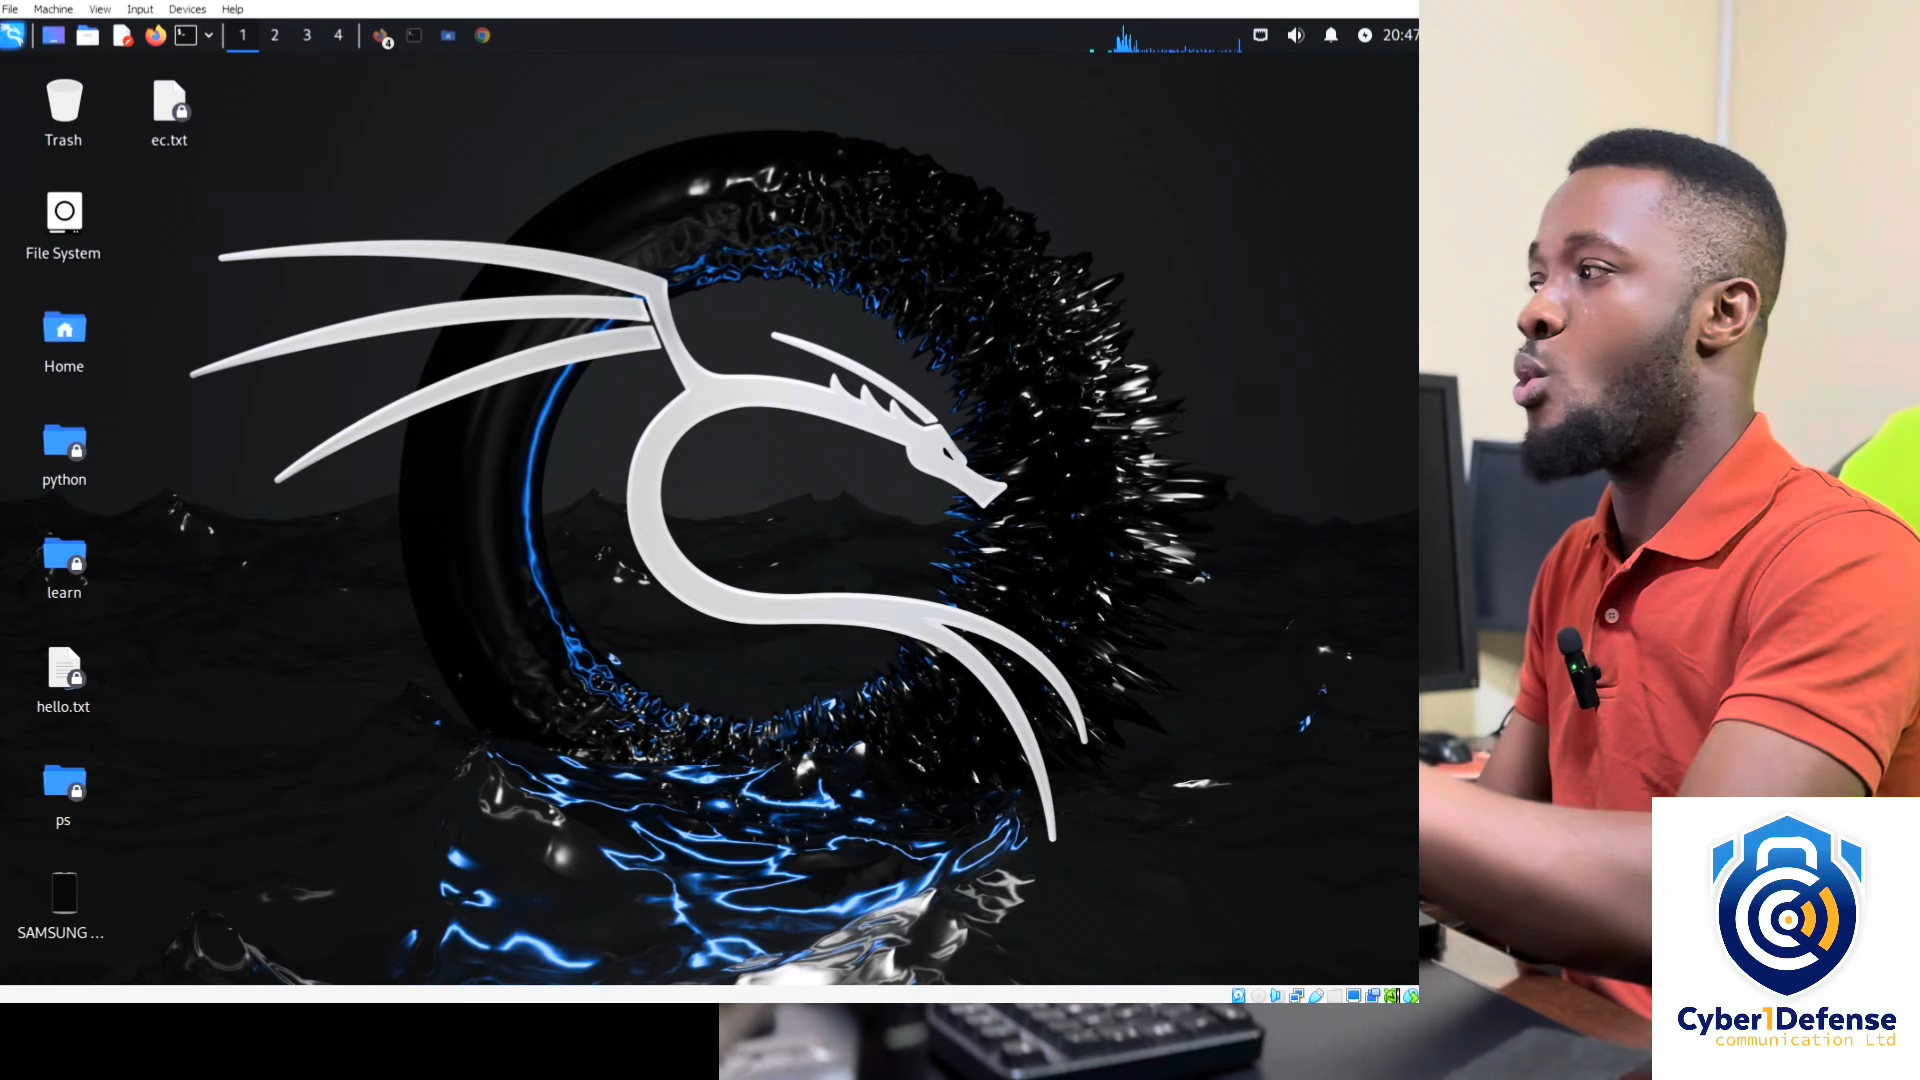 File Machine View Input Devices Help
1 2 3 4
4
20:47
Trash
ec.txt
File System
Home
python
learn
hello.txt
ps
SAMSUNG ...
Cyber1Defense
communication Ltd